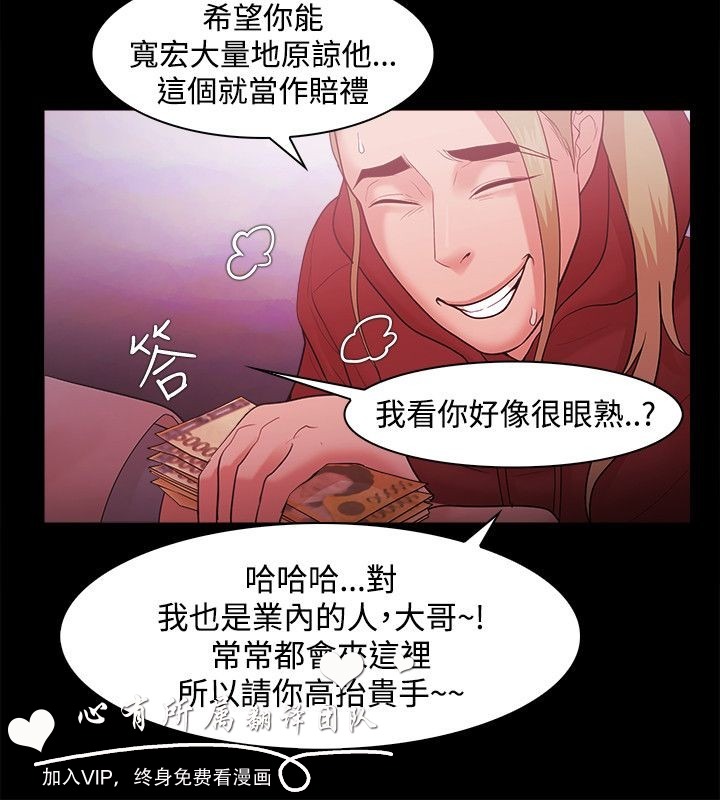 希望你能
寬宏大量地原諒他...
這個就當作賠禮
答
5000
我看你好像很眼熟..?
哈哈哈...對
我也是業內的人,大哥~!
常常都會來這裡
所以請你高抬貴手~~
心有所属翻译团队
加入VIP，终身免费看漫画